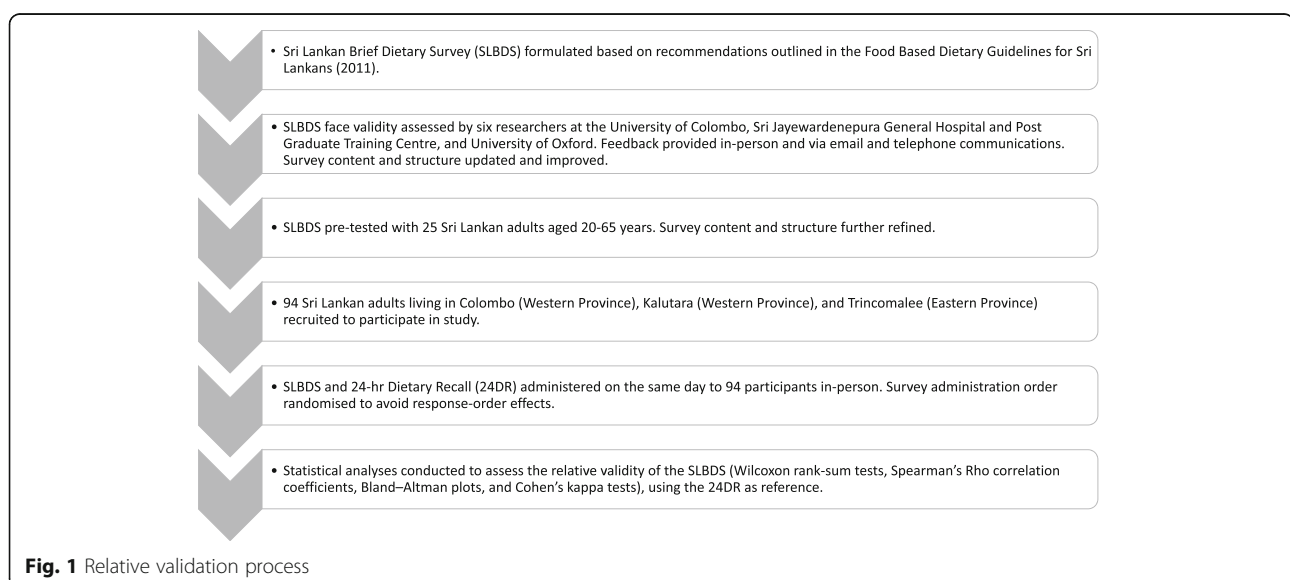 • Sri Lankan Brief Dietary Survey (SLBDS) formulated based on recommendations outlined in the Food Based Dietary Guidelines for Sri
Lankans (2011).
• SLBDS face validity assessed by six researchers at the University of Colombo, Sri Jayewardenepura General Hospital and Post
Graduate Training Centre, and University of Oxford. Feedback provided in-person and via email and telephone communications.
Survey content and structure updated and improved.
• SLBDS pre-tested with 25 Sri Lankan adults aged 20-65 years. Survey content and structure further refined.
• 94 Sri Lankan adults living in Colombo (Western Province), Kalutara (Western Province), and Trincomalee (Eastern Province)
recruited to participate in study.
• SLBDS and 24-hr Dietary Recall (24DR) administered on the same day to 94 participants in-person. Survey administration order
randomised to avoid response-order effects.
• Statistical analyses conducted to assess the relative validity of the SLBDS (Wilcoxon rank-sum tests, Spearman's Rho correlation
coefficients, Bland–Altman plots, and Cohen's kappa tests), using the 24DR as reference.
Fig. 1 Relative validation process